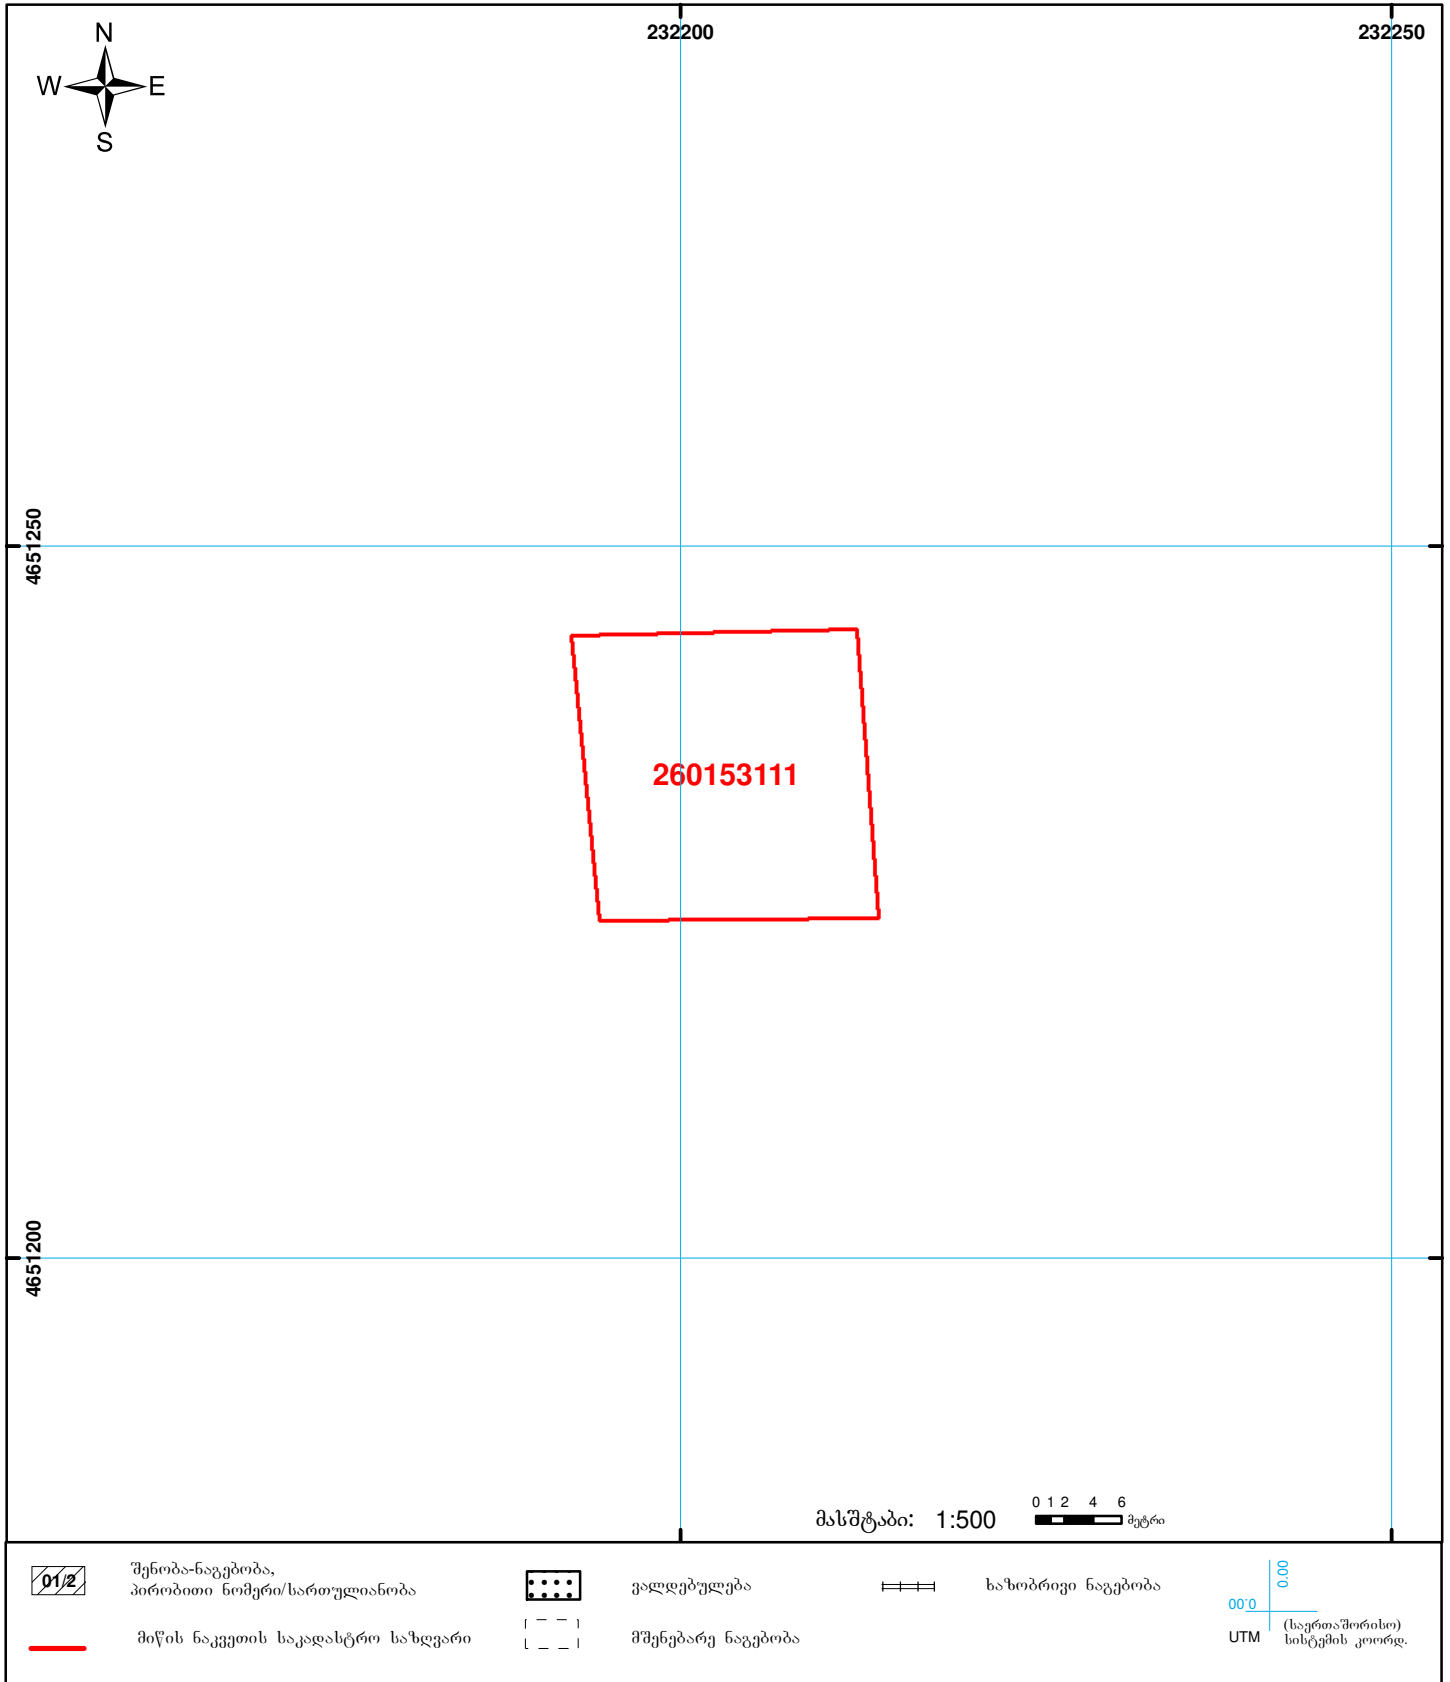 N
W E
S
232200
232250
4651250
260153111
4651200
მასშტაბი: 1:500
0 1 2 4 6
მეტრი
01/2
შენობა-ნაგებობა,
პირობითი ნომერი/სართულიანობა
ვალდებულება
ხაზობრივი ნაგებობა
მიწის ნაკვეთის საკადასტრო საზღვარი
მშენებარე ნაგებობა
0.00
00.0
UTM
(საერთაშორისო)
სისტემის კოორდ.